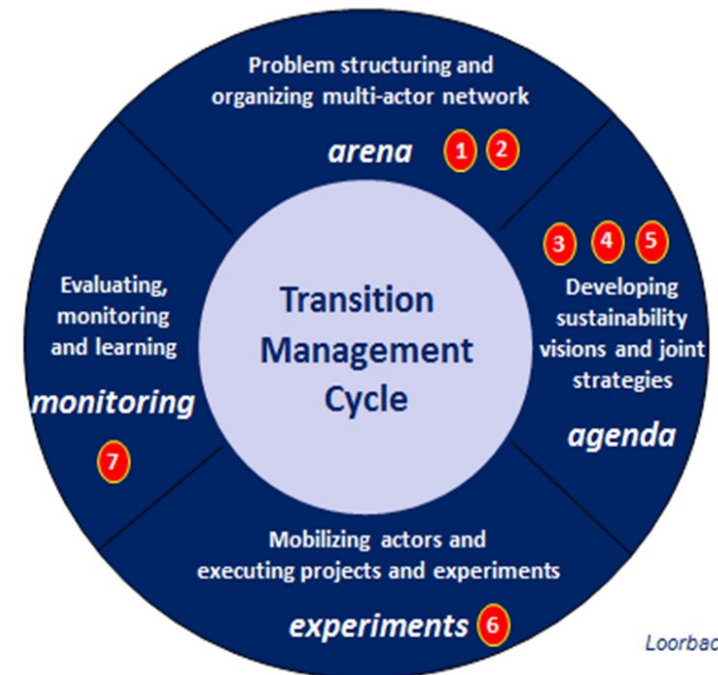 Problem structuring and
organizing multi-actor network
arena 1 2
3 4 5
Developing
sustainability
visions and joint
strategies
agenda
Transition
Management
Cycle
Evaluating,
monitoring
and learning
monitoring
7
Mobilizing actors and
executing projects and experiments
experiments 6